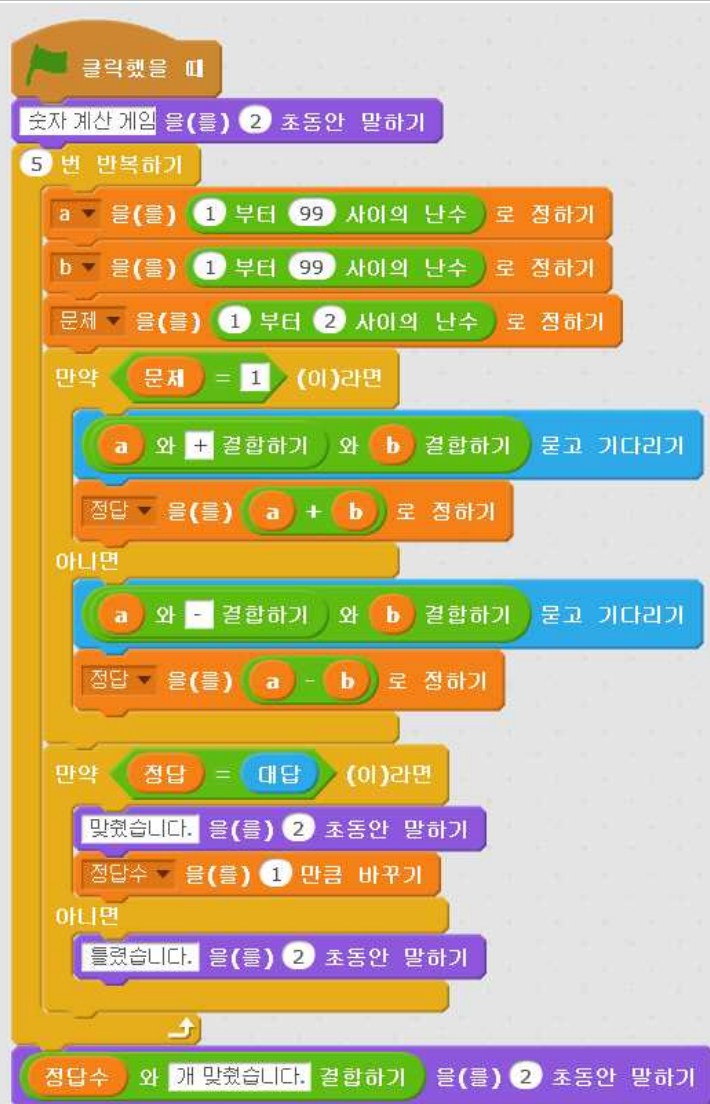 클릭했을 때
숫자 계산 게임 을(를) 2 초동안 말하기
5 번 반복하기
a 을(를) 1 부터 99 사이의 난수 로 정하기
b 을(를) 1 부터 99 사이의 난수 로 정하기
문제 을(를) 1 부터 2 사이의 난수 로 정하기
만약 문제 = 1 (이)라면
a 와 + 결합하기 와 b 결합하기 묻고 기다리기
정답 을(를) a + b 로 정하기
아니면
a 와 - 결합하기 와 b 결합하기 묻고 기다리기
정답 을(를) a - b 로 정하기
만약 정답 = 대답 (이)라면
맞췄습니다. 을(를) 2 초동안 말하기
정답수 을(를) 1 만큼 바꾸기
아니면
틀렸습니다. 을(를) 2 초동안 말하기
정답수 와 개 맞췄습니다. 결합하기 을(를) 2 초동안 말하기